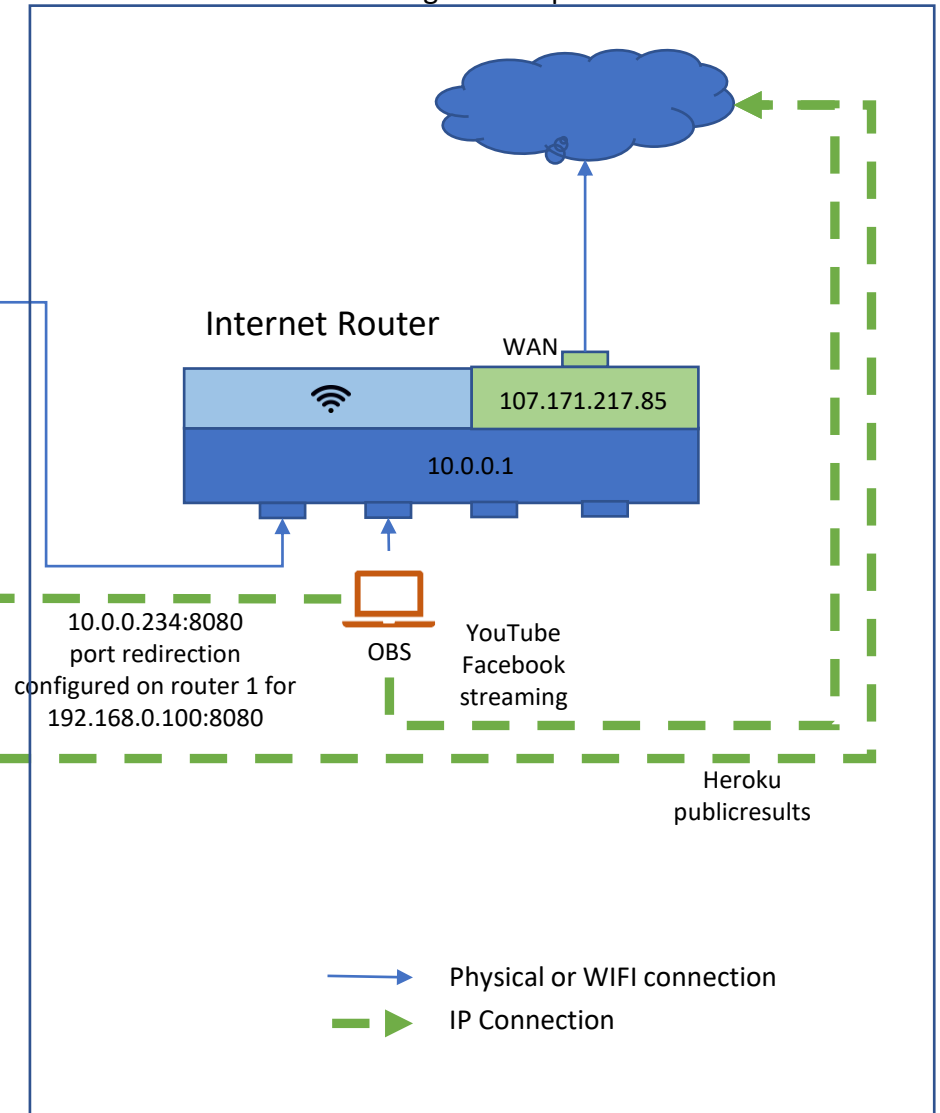 Internet Router
WAN
107.171.217.85
10.0.0.1
10.0.0.234:8080
port redirection
configured on router 1 for
192.168.0.100:8080
OBS
YouTube
Facebook
streaming
Heroku
publicresults
Physical or WIFI connection
IP Connection